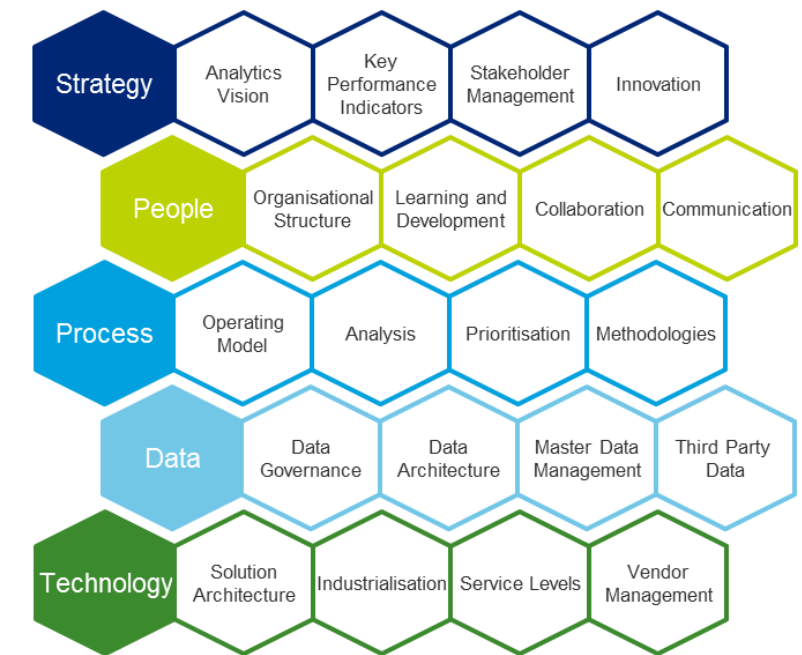 Strategy
Analytics
Vision
Key
Performance
Indicators
Stakeholder
Management
Innovation
People
Organisational
Structure
Learning and
Development
Collaboration
Communication
Process
Operating
Model
Analysis
Prioritisation
Methodologies
Data
Data
Governance
Data
Architecture
Master Data
Management
Third Party
Data
Technology
Solution
Architecture
Industrialisation
Service Levels
Vendor
Management